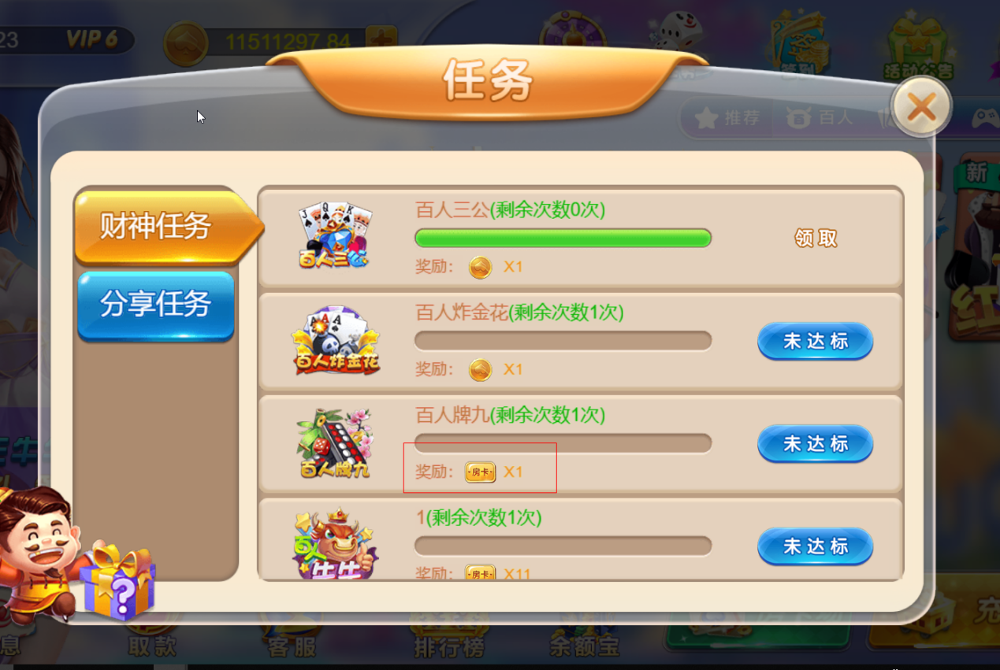 23 VIP 6 11511297.84
签到 活动公告
任务
推荐 百人
新
财神任务
分享任务
J Q K
百人三公
百人三公(剩余次数0次)
奖励： X1
领取
A A A
百人炸金花
百人炸金花(剩余次数1次)
奖励： X1
未达标
百人牌九
百人牌九(剩余次数1次)
奖励： ·房卡· X1
未达标
百人牛牛
1(剩余次数1次)
奖励： ·房卡· X11
未达标
红
?
息 取款 客服 排行榜 余额宝 充